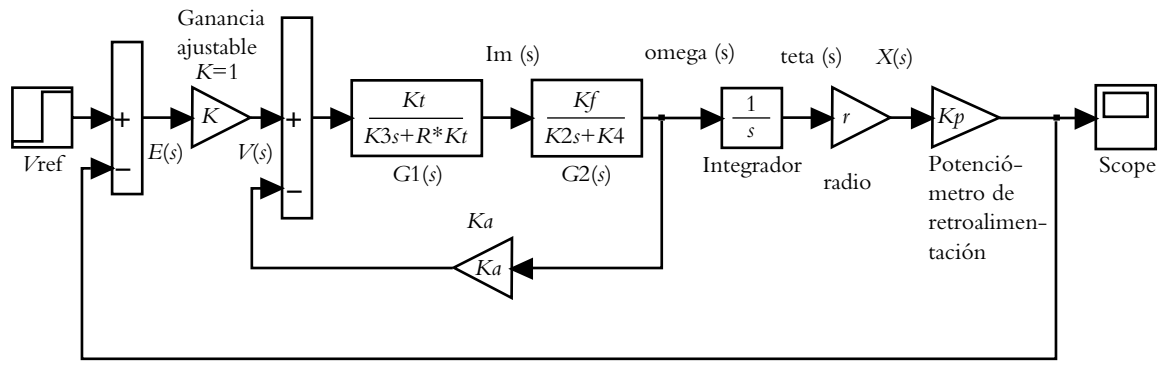 Ganancia
ajustable
K=1
Im (s)
omega (s)
teta (s)
X(s)
+
−
K
+
−
Kt
K3s+R*Kt
Kf
K2s+K4
1
s
r
Kp
Vref
E(s)
V(s)
G1(s)
G2(s)
Integrador
radio
Potenció-
metro de
retroalimen-
tación
Scope
Ka
Ka